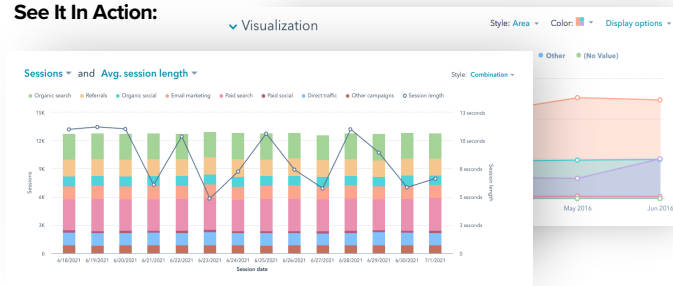 See It In Action:
Visualization
Style: Area Color: Display options
Other (No Value)
Sessions and Avg. session length
Style: Combination
Organic search Referrals Organic social Email marketing Paid search Paid social Direct traffic Other campaigns Session length
15K 13 seconds
12K 10 seconds
9K 8 seconds
6K 5 seconds
3K 3 seconds
0 0
Sessions
Session length
6/18/2021 6/19/2021 6/20/2021 6/21/2021 6/22/2021 6/23/2021 6/24/2021 6/25/2021 6/26/2021 6/27/2021 6/28/2021 6/29/2021 6/30/2021 7/1/2021
Session date
May 2016 Jun 2016